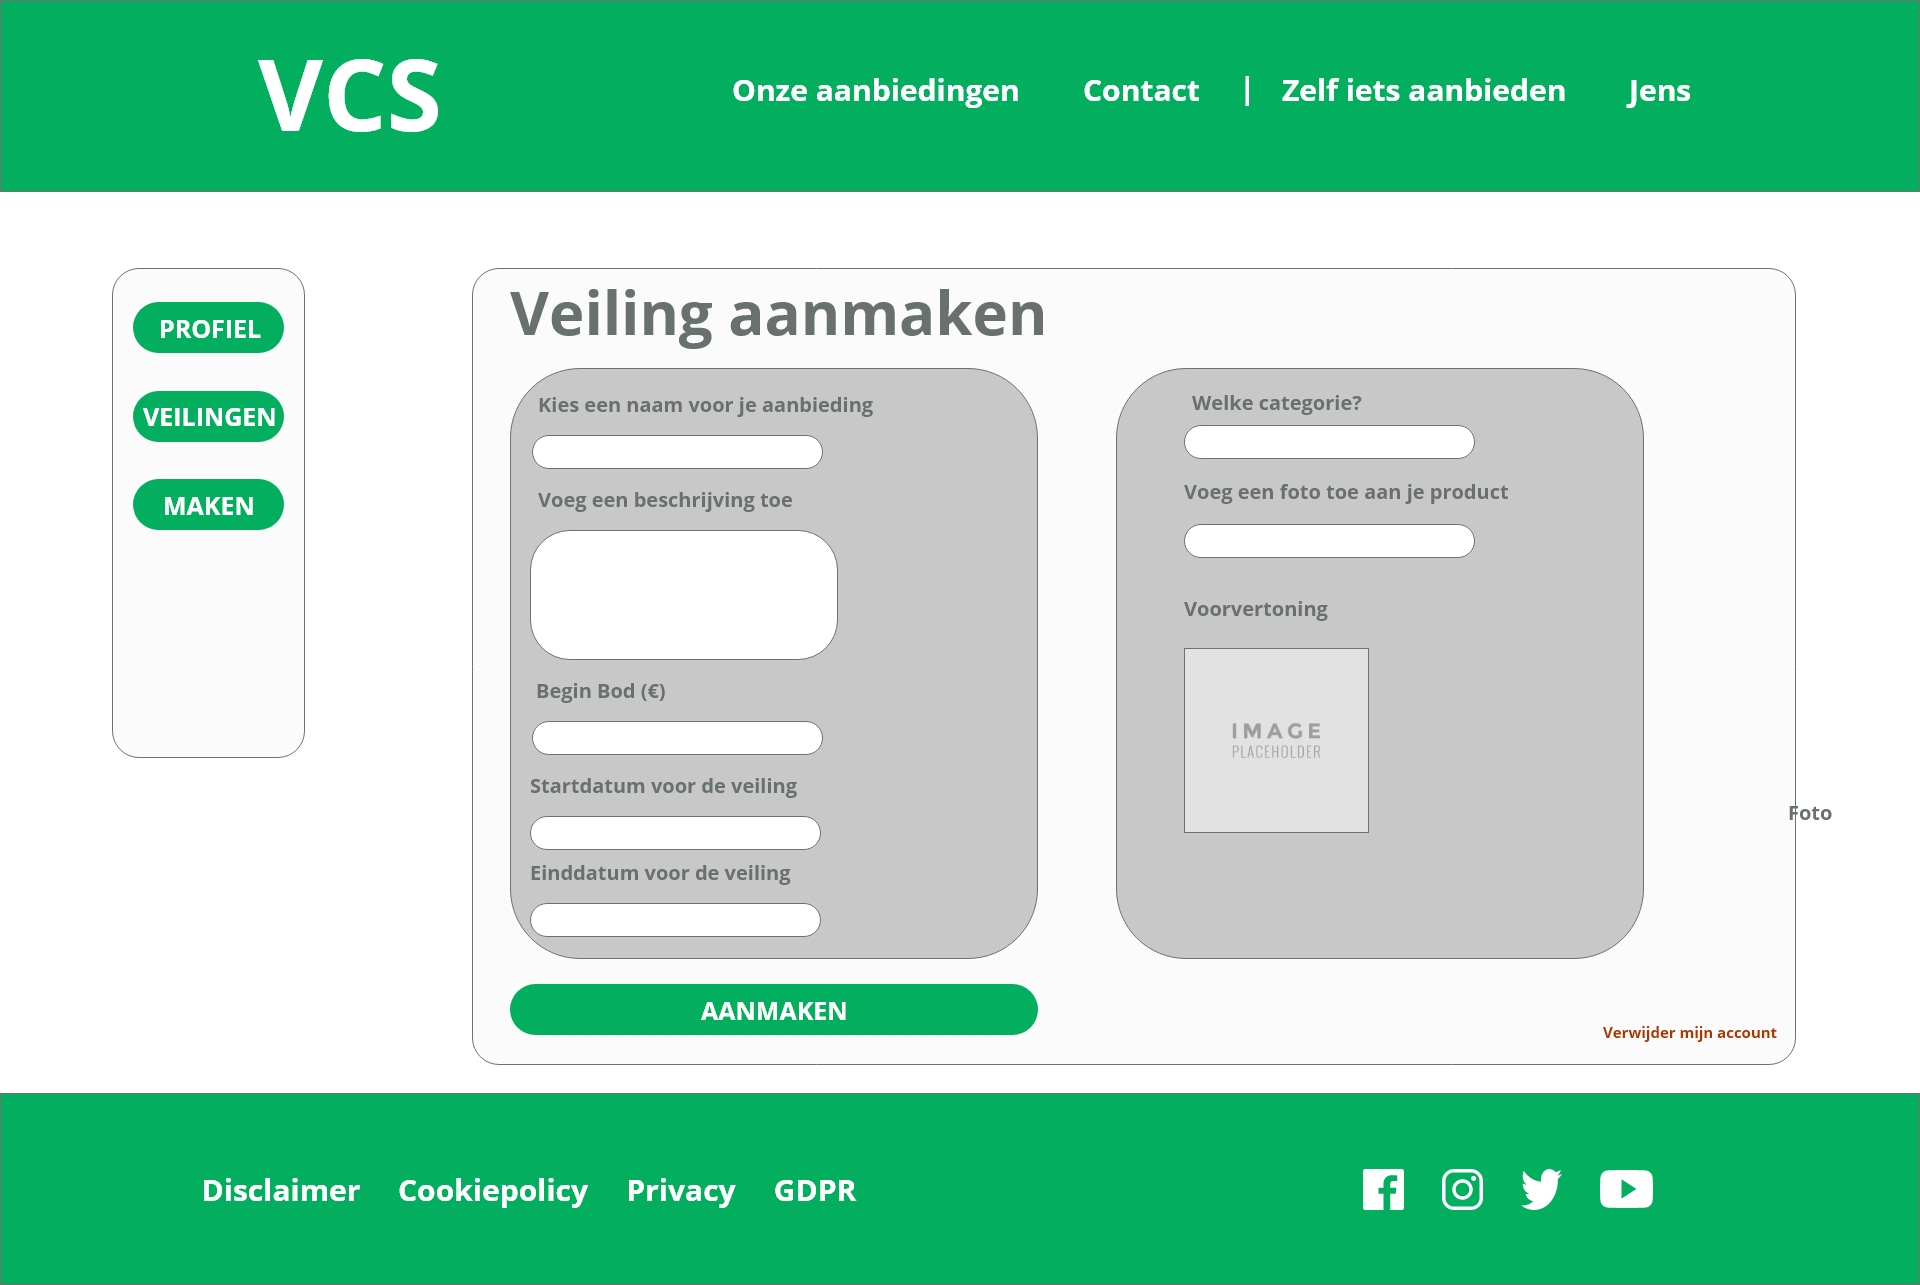 VCS
Onze aanbiedingen
Contact
|
Zelf iets aanbieden
Jens
PROFIEL
VEILINGEN
MAKEN
Veiling aanmaken
Kies een naam voor je aanbieding
Voeg een beschrijving toe
Begin Bod (€)
Startdatum voor de veiling
Einddatum voor de veiling
Welke categorie?
Voeg een foto toe aan je product
Voorvertoning
IMAGE
PLACEHOLDER
Foto
AANMAKEN
Verwijder mijn account
Disclaimer
Cookiepolicy
Privacy
GDPR